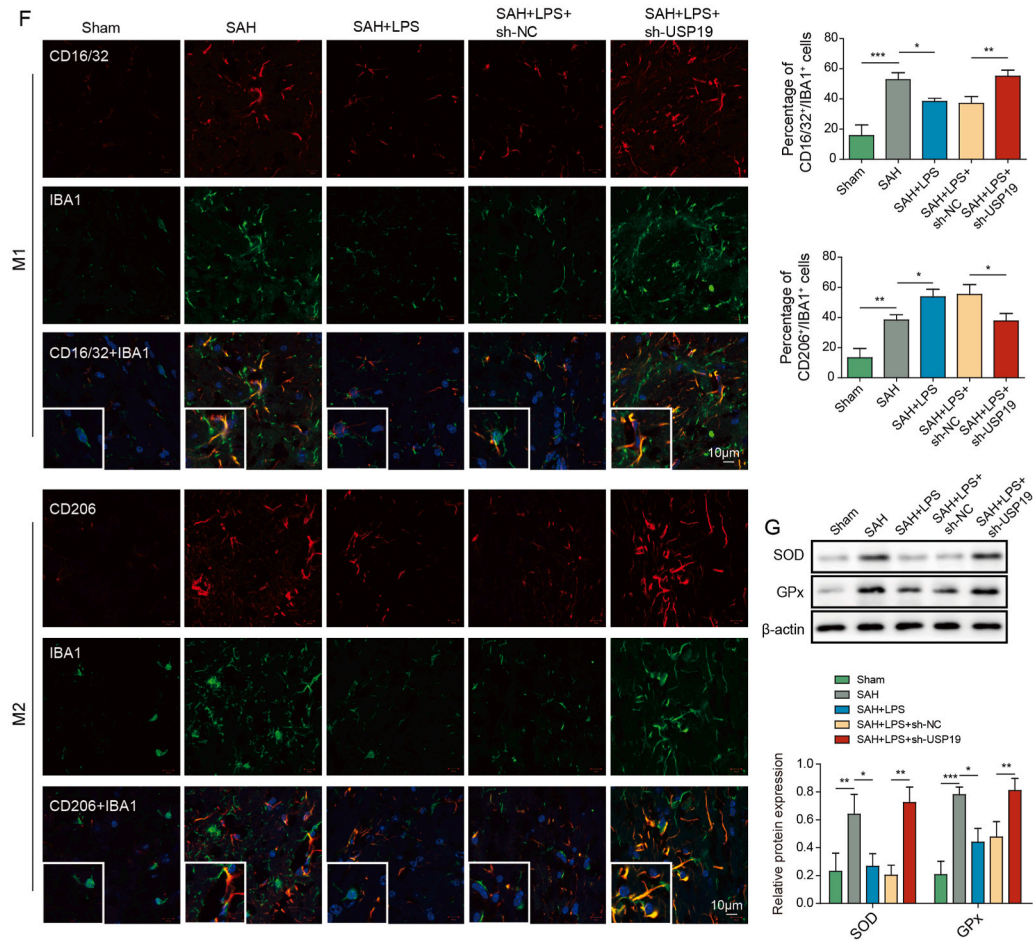 F
Sham
SAH
SAH+LPS
SAH+LPS+
sh-NC
SAH+LPS+
sh-USP19
M1
CD16/32
IBA1
CD16/32+IBA1
10μm
M2
CD206
IBA1
CD206+IBA1
10μm
Percentage of
CD16/32+/IBA1+ cells
80
60
40
20
0
***
*
**
Sham
SAH
SAH+LPS
SAH+LPS+
sh-NC
SAH+LPS+
sh-USP19
Percentage of
CD206+/IBA1+ cells
80
60
40
20
0
**
*
*
Sham
SAH
SAH+LPS
SAH+LPS+
sh-NC
SAH+LPS+
sh-USP19
G
Sham
SAH
SAH+LPS
SAH+LPS+
sh-NC
SAH+LPS+
sh-USP19
SOD
GPx
β-actin
Sham
SAH
SAH+LPS
SAH+LPS+sh-NC
SAH+LPS+sh-USP19
Relative protein expression
1.0
0.8
0.6
0.4
0.2
** * **
*** * **
SOD
GPx